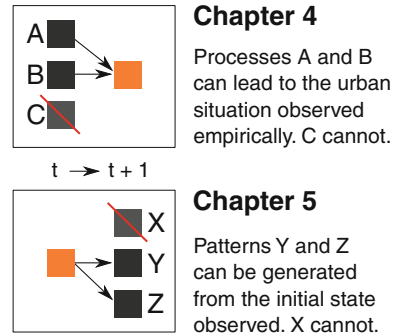 A
B
C
Chapter 4
Processes A and B
can lead to the urban
situation observed
empirically. C cannot.
t → t + 1
X
Y
Z
Chapter 5
Patterns Y and Z
can be generated
from the initial state
observed. X cannot.